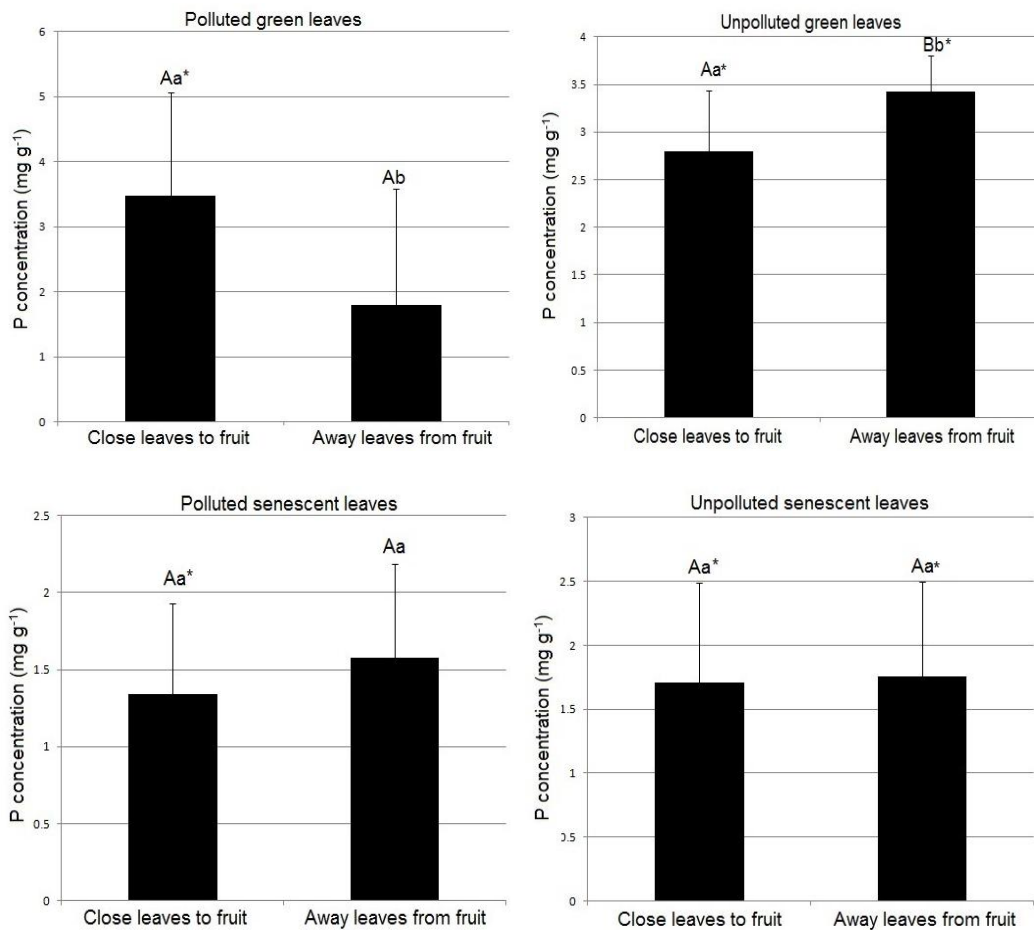 Polluted green leaves
P concentration (mg g⁻¹)
6
5
4
3
2
1
0
Aa*
Ab
Close leaves to fruit
Away leaves from fruit
Unpolluted green leaves
P concentration (mg g⁻¹)
4
3.5
3
2.5
2
1.5
1
0.5
0
Aa*
Bb*
Close leaves to fruit
Away leaves from fruit
Polluted senescent leaves
P concentration (mg g⁻¹)
2.5
2
1.5
1
0.5
0
Aa*
Aa
Close leaves to fruit
Away leaves from fruit
Unpolluted senescent leaves
P concentration (mg g⁻¹)
3
2.5
2
1.5
1
0.5
0
Aa*
Aa*
Close leaves to fruit
Away leaves from fruit